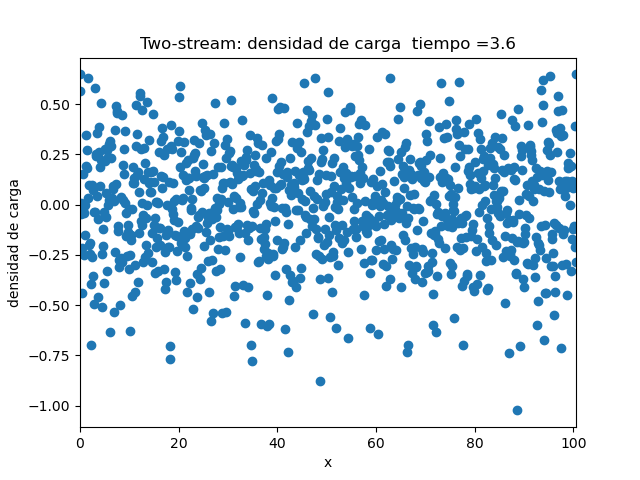 Two-stream: densidad de carga  tiempo =3.6
densidad de carga
0.50
0.25
0.00
−0.25
−0.50
−0.75
−1.00
0 20 40 60 80 100
x